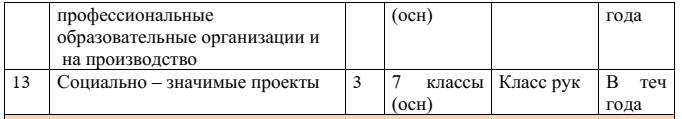 профессиональные (осн) года
образовательные организации и
на производство
13 Социально – значимые проекты 3 7 классы Класс рук В теч
(осн) года